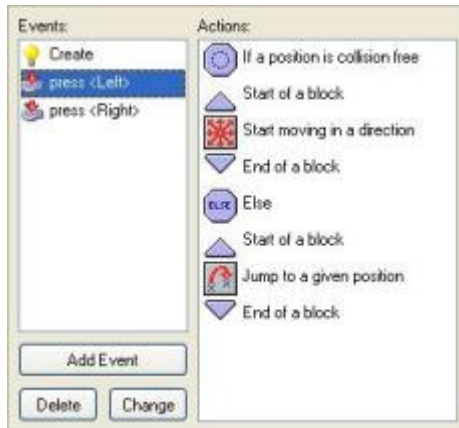 Events:
Create
press <Left>
press <Right>
Add Event
Delete
Change
Actions:
If a position is collision free
Start of a block
Start moving in a direction
End of a block
ELSE
Else
Start of a block
Jump to a given position
End of a block